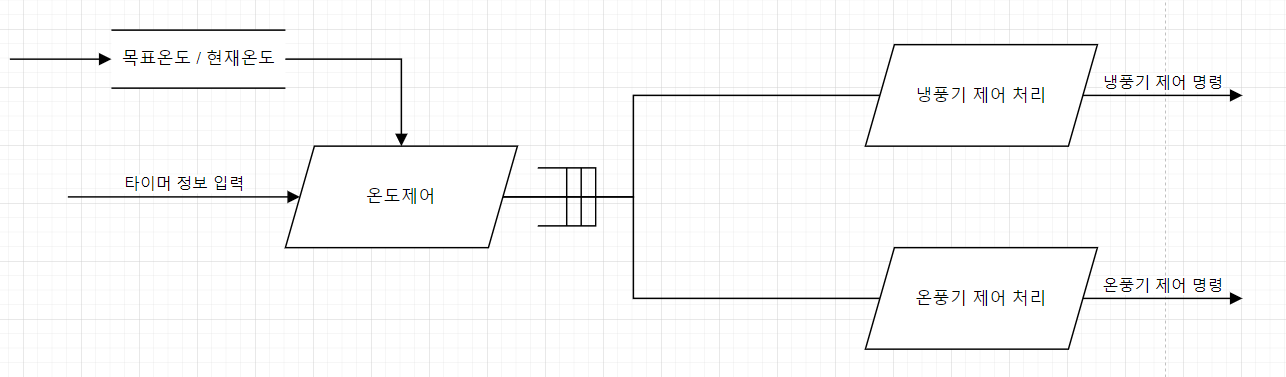 목표온도 / 현재온도
타이머 정보 입력
온도제어
냉풍기 제어 처리
냉풍기 제어 명령
온풍기 제어 처리
온풍기 제어 명령